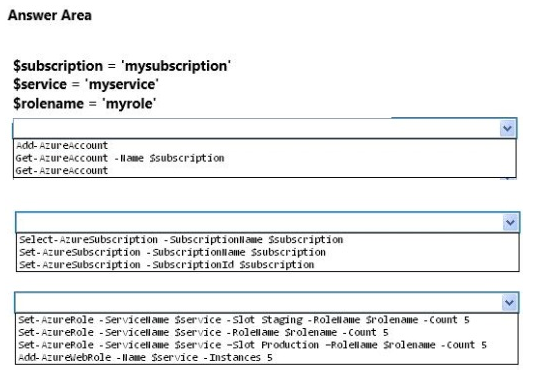 Answer Area
$subscription = 'mysubscription'
$service = 'myservice'
$rolename = 'myrole'
Add-AzureAccount
Get-AzureAccount -Name $subscription
Get-AzureAccount
Select-AzureSubscription -SubscriptionName $subscription
Set-AzureSubscription -SubscriptionName $subscription
Set-AzureSubscription -SubscriptionId $subscription
Set-AzureRole -ServiceName $service -Slot Staging -RoleName $rolename -Count 5
Set-AzureRole -ServiceName $service -RoleName $rolename -Count 5
Set-AzureRole -ServiceName $service –Slot Production –RoleName $rolename -Count 5
Add-AzureWebRole -Name $service -Instances 5